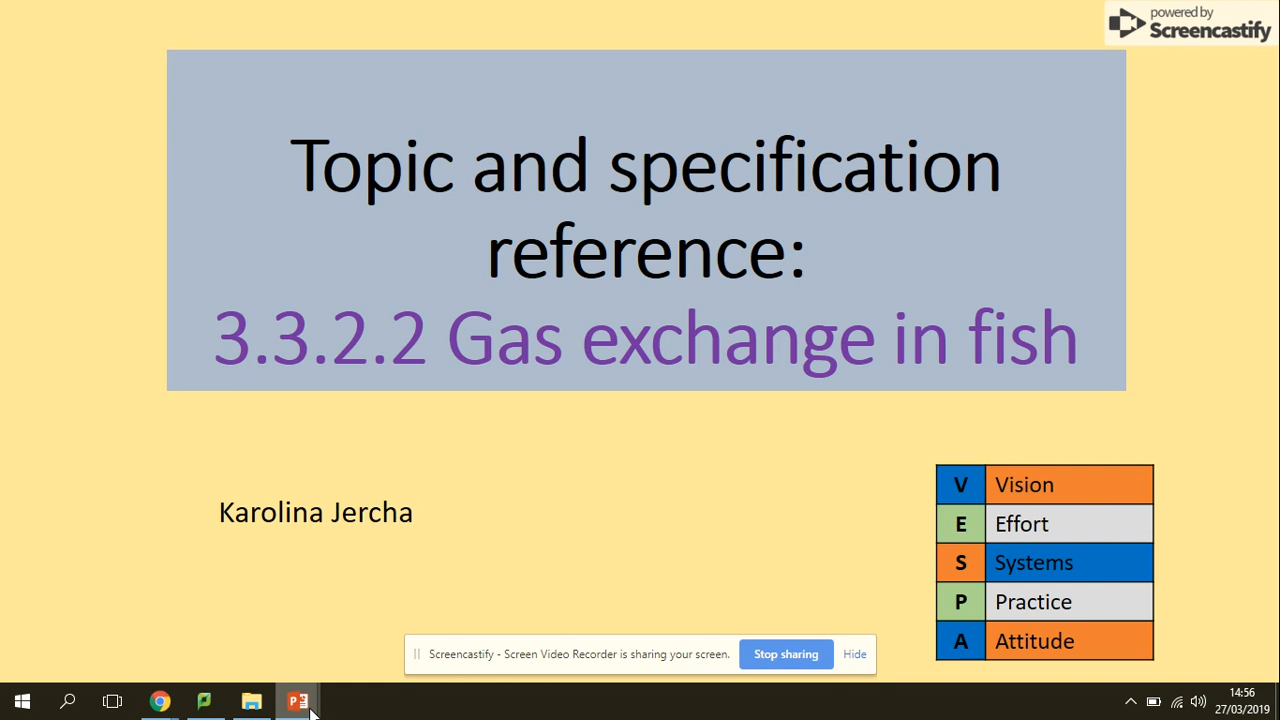 powered by
Screencastify
Topic and specification
reference:
3.3.2.2 Gas exchange in fish
Karolina Jercha
V Vision
E Effort
S Systems
P Practice
A Attitude
Screencastify - Screen Video Recorder is sharing your screen. Stop sharing Hide
14:56
27/03/2019